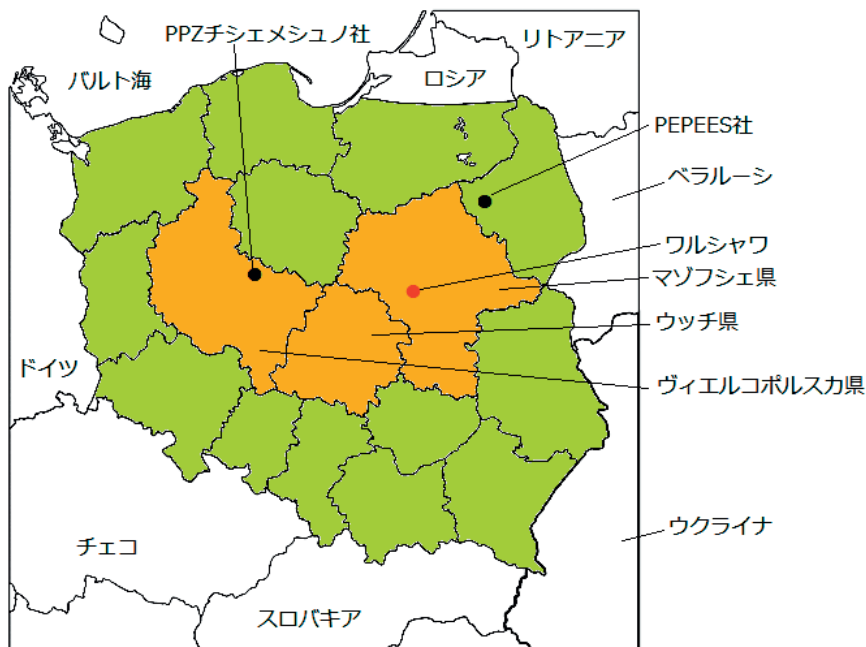 PPZチシェメシュノ社
リトアニア
バルト海
ロシア
PEPEES社
ベラルーシ
ワルシャワ
マゾフシェ県
ウッチ県
ドイツ
ヴィエルコポルスカ県
ウクライナ
チェコ
スロバキア